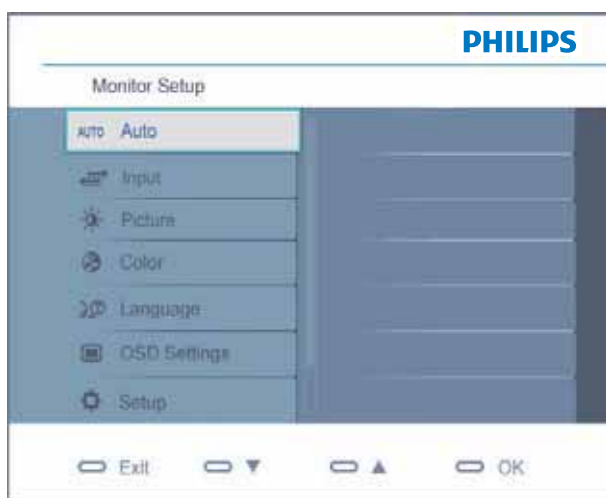 PHILIPS
Monitor Setup
AUTO Auto
Input
Picture
Color
Language
OSD Settings
Setup
Exit ▼ ▲ OK